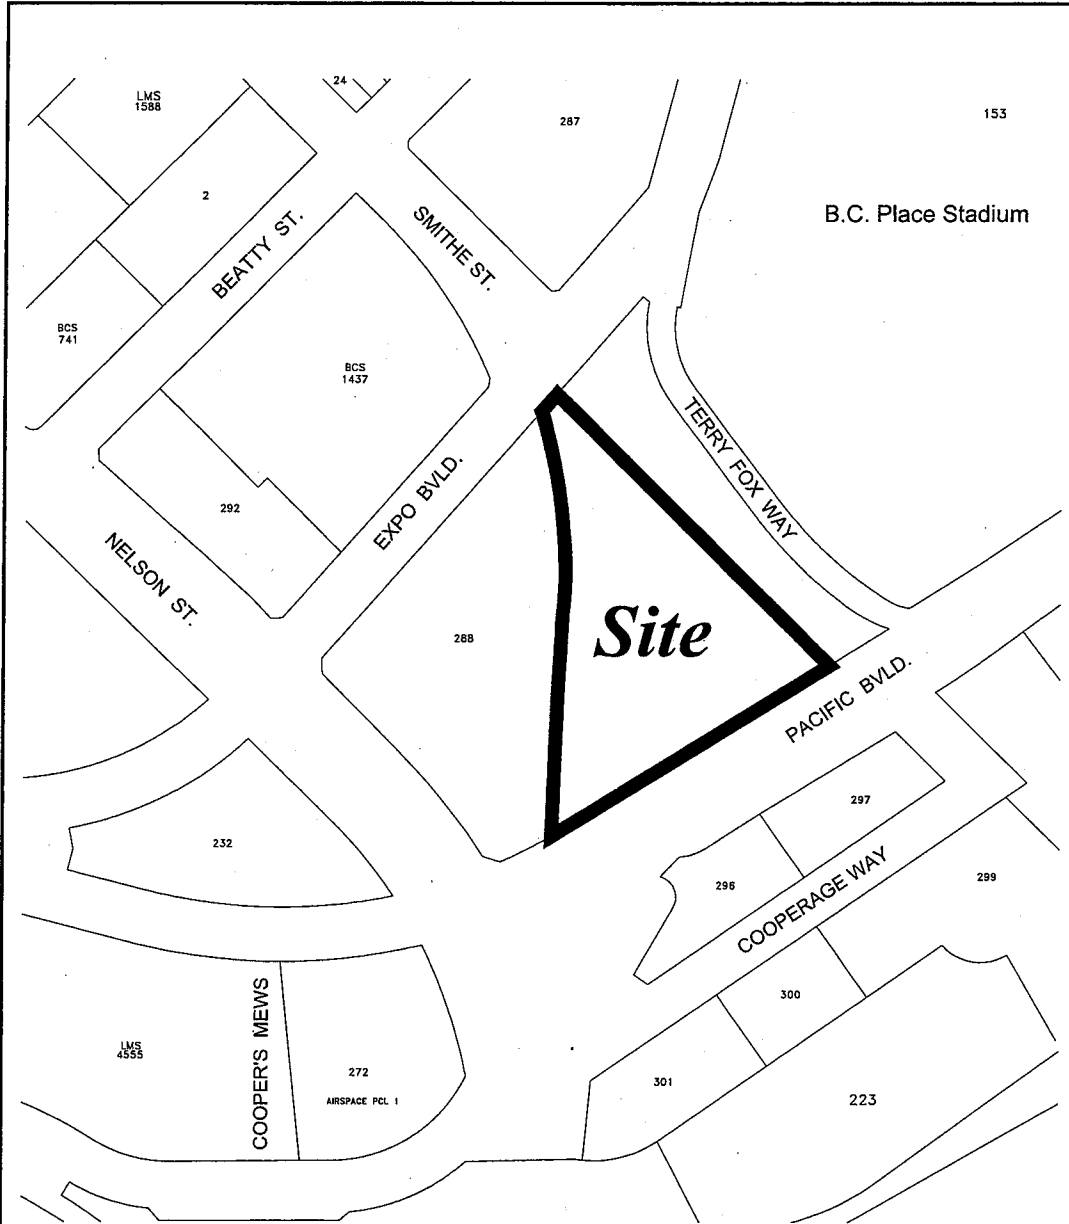 24
LMS
1588
287
153
2
B.C. Place Stadium
SMITHE ST.
BEATTY ST.
BCS
741
BCS
1437
TERRY FOX WAY
EXPO BVLD.
292
NELSON ST.
288
Site
PACIFIC BVLD.
297
232
296
299
COOPERAGE WAY
300
COOPER'S MEWS
LMS
4555
272
AIRSPACE PCL 1
301
223